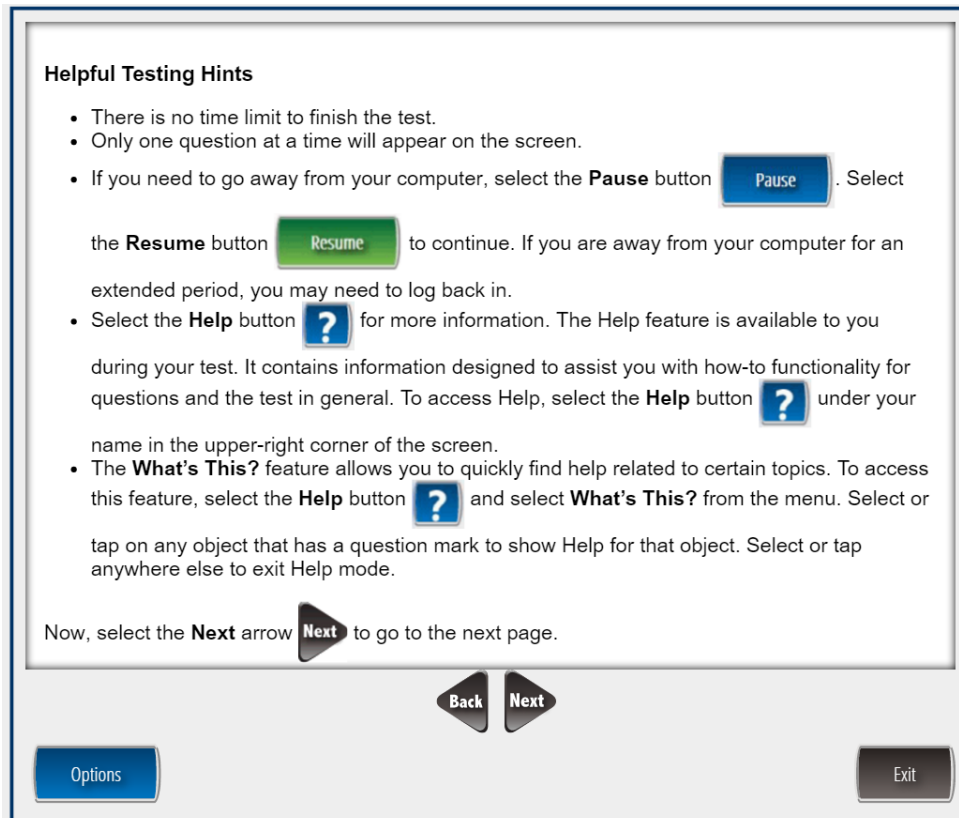 Helpful Testing Hints
• There is no time limit to finish the test.
• Only one question at a time will appear on the screen.
• If you need to go away from your computer, select the Pause button Pause . Select
the Resume button Resume to continue. If you are away from your computer for an
extended period, you may need to log back in.
• Select the Help button ? for more information. The Help feature is available to you
during your test. It contains information designed to assist you with how-to functionality for
questions and the test in general. To access Help, select the Help button ? under your
name in the upper-right corner of the screen.
• The What’s This? feature allows you to quickly find help related to certain topics. To access
this feature, select the Help button ? and select What’s This? from the menu. Select or
tap on any object that has a question mark to show Help for that object. Select or tap
anywhere else to exit Help mode.
Now, select the Next arrow Next to go to the next page.
Back Next
Options Exit